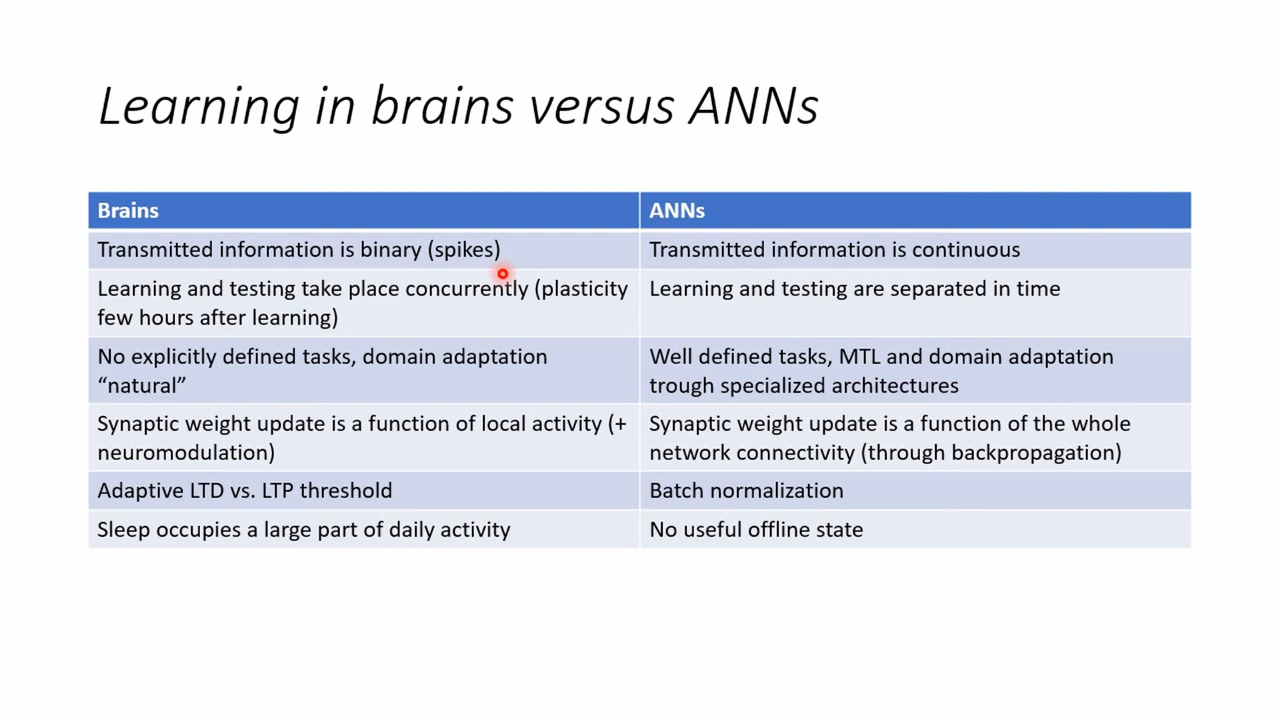 Learning in brains versus ANNs
Brains
ANNs
Transmitted information is binary (spikes)
Transmitted information is continuous
Learning and testing take place concurrently (plasticity
few hours after learning)
Learning and testing are separated in time
No explicitly defined tasks, domain adaptation
“natural”
Well defined tasks, MTL and domain adaptation
trough specialized architectures
Synaptic weight update is a function of local activity (+
neuromodulation)
Synaptic weight update is a function of the whole
network connectivity (through backpropagation)
Adaptive LTD vs. LTP threshold
Batch normalization
Sleep occupies a large part of daily activity
No useful offline state